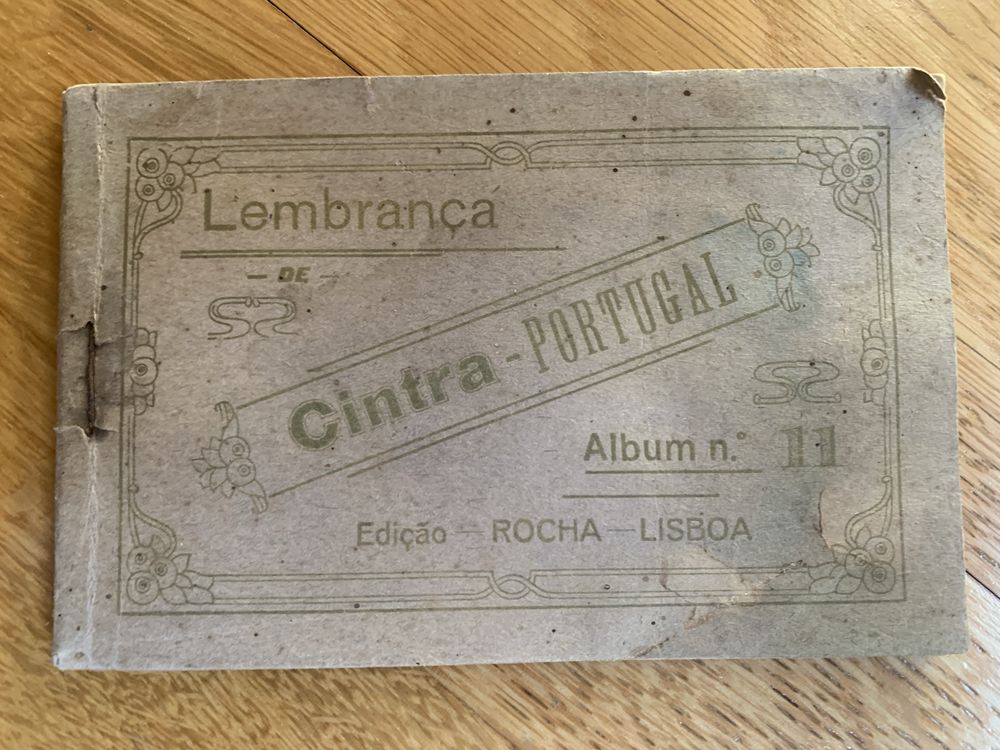 Lembrança
— DE —
Cintra - PORTUGAL
Album n.º 11
Edição — ROCHA — LISBOA